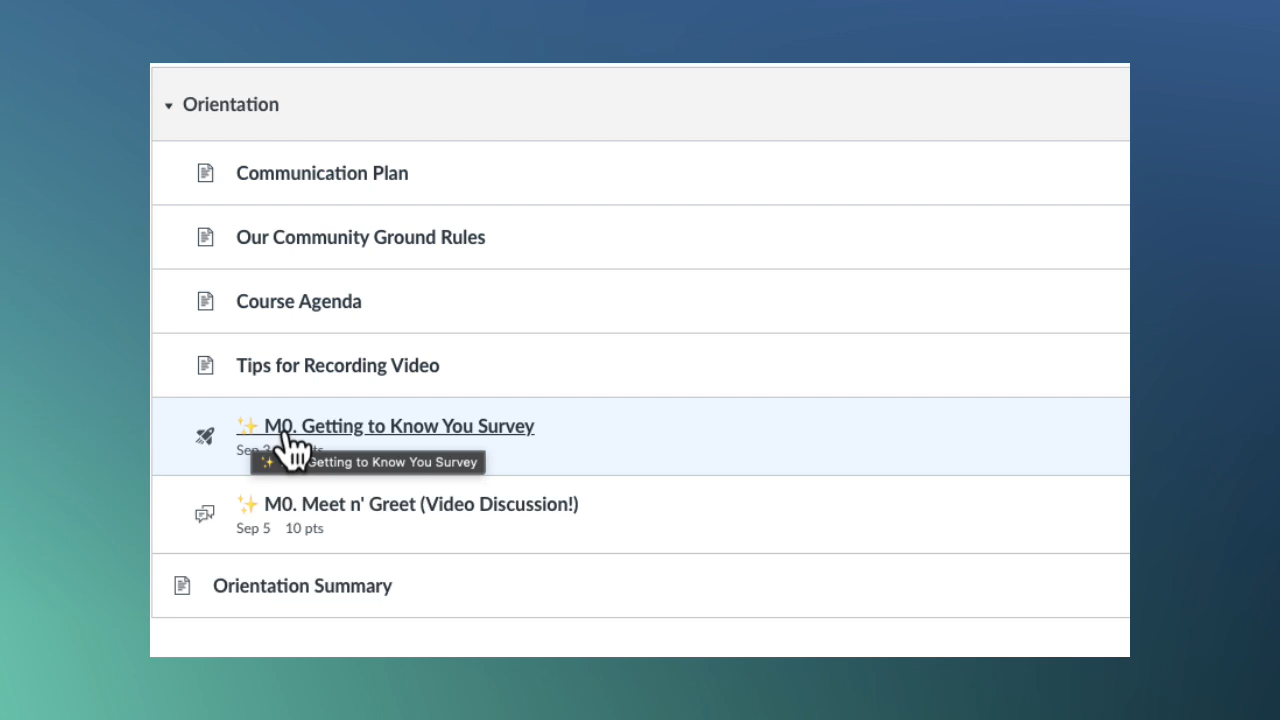 Orientation
Communication Plan
Our Community Ground Rules
Course Agenda
Tips for Recording Video
✨ M0. Getting to Know You Survey
Sep
✨ Getting to Know You Survey
✨ M0. Meet n' Greet (Video Discussion!)
Sep 5 10 pts
Orientation Summary